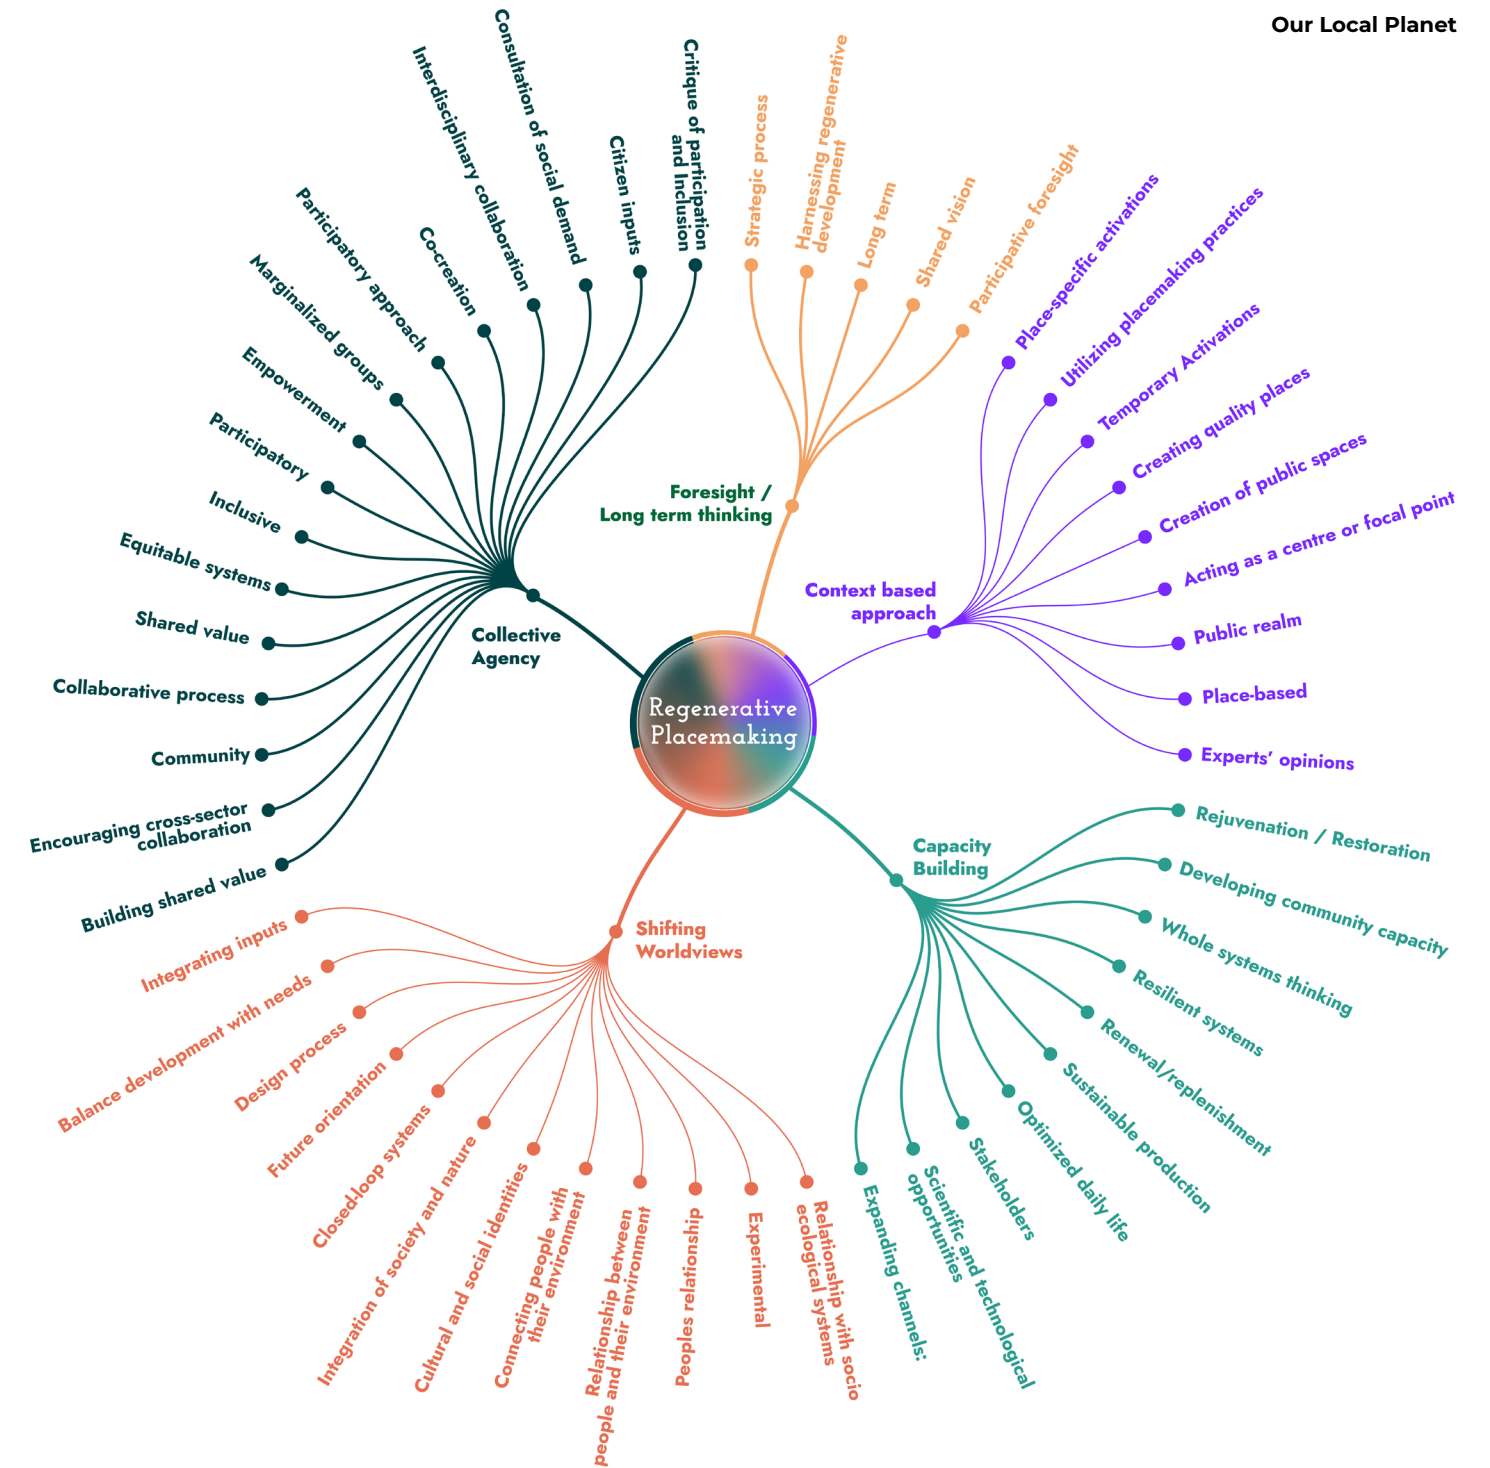 Our Local Planet
Regenerative
Placemaking
Foresight /
Long term thinking
Strategic process
Harnessing regenerative
development
Long term
Shared vision
Participative foresight
Context based
approach
Place-specific activations
Utilizing placemaking practices
Temporary Activations
Creating quality places
Creation of public spaces
Acting as a centre or focal point
Public realm
Place-based
Experts’ opinions
Capacity
Building
Rejuvenation / Restoration
Developing community capacity
Whole systems thinking
Resilient systems
Renewal/replenishment
Sustainable production
Optimized daily life
Stakeholders
Scientific and technological
opportunities
Expanding channels:
Shifting
Worldviews
Relationship with socio
ecological systems
Experimental
Peoples relationship
Relationship between
people and their environment
Connecting people with
their environment
Cultural and social identities
Integration of society and nature
Closed-loop systems
Future orientation
Design process
Balance development with needs
Integrating inputs
Collective
Agency
Building shared value
Encouraging cross-sector
collaboration
Community
Collaborative process
Shared value
Equitable systems
Inclusive
Participatory
Empowerment
Marginalized groups
Participatory approach
Co-creation
Interdisciplinary collaboration
Consultation of social demand
Citizen inputs
Critique of participation
and Inclusion